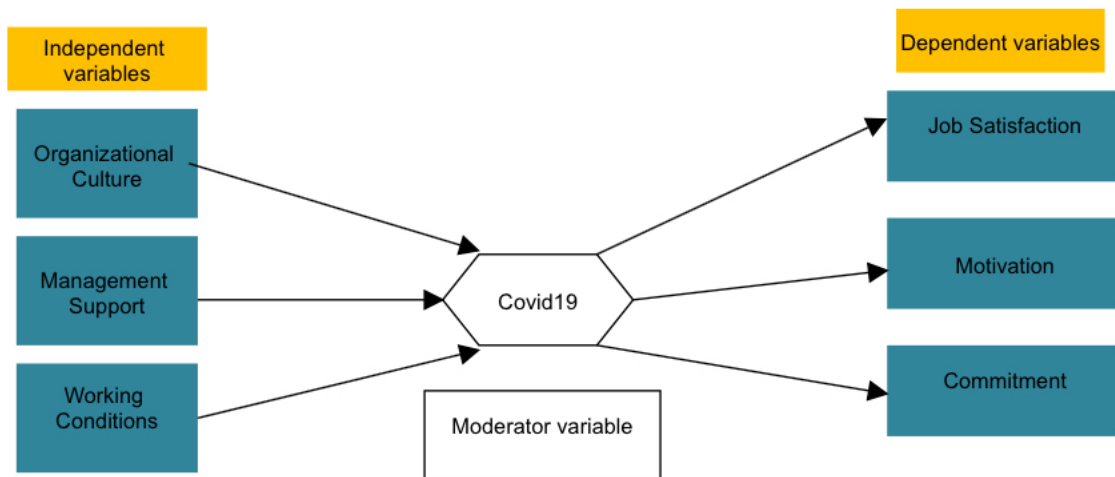 Independent
variables
Organizational
Culture
Management
Support
Working
Conditions
Covid19
Moderator variable
Dependent variables
Job Satisfaction
Motivation
Commitment